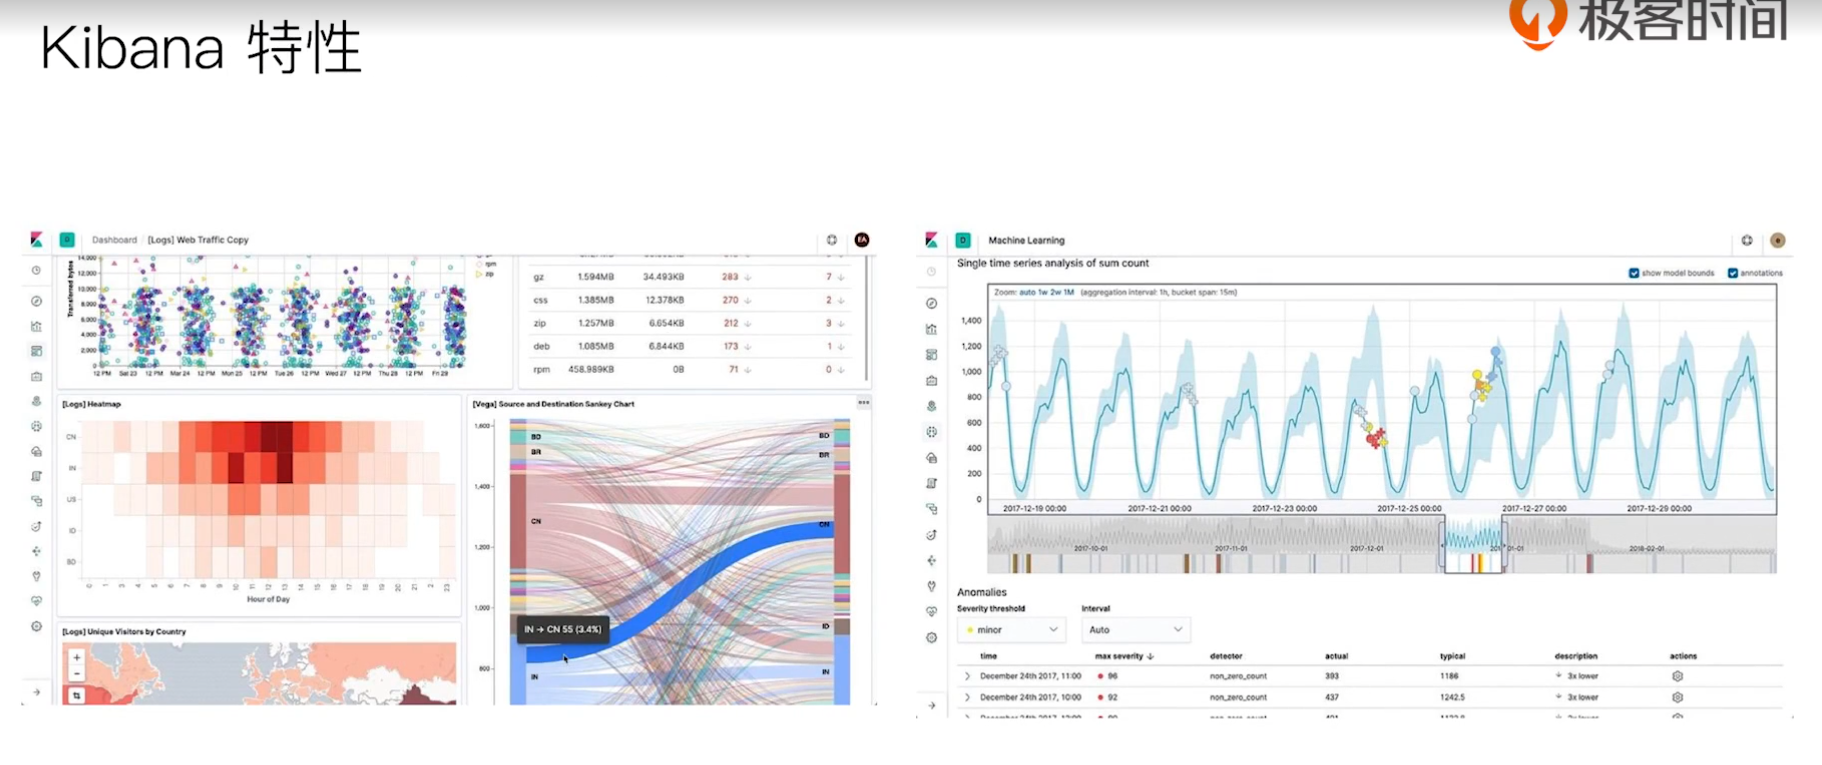 Kibana 特性
极客时间
Dashboard / [Logs] Web Traffic Copy
EA
Transferred bytes
14,000
12,000
10,000
8,000
6,000
4,000
2,000
0
12 PM Sat 23 12 PM Mar 24 12 PM Mon 25 12 PM Tue 26 12 PM Wed 27 12 PM Thu 28 12 PM Fri 29
rpm
zip
gz 1.594MB 34.493KB 283 7
css 1.385MB 12.378KB 270 2
zip 1.257MB 6.654KB 212 3
deb 1.085MB 6.844KB 173 1
rpm 458.989KB 0B 71 0
[Logs] Heatmap
CN
IN
US
ID
BD
Hour of Day
[Logs] Unique Visitors by Country
[Vega] Source and Destination Sankey Chart
1,600
1,400
1,200
1,000
800
BD
BR
CN
IN
BD
BR
CN
ID
IN
IN → CN 55 (3.4%)
D
Machine Learning
e
Single time series analysis of sum count
show model bounds
annotations
Zoom: auto 1w 2w 1M (aggregation interval: 1h, bucket span: 15m)
1,400
1,200
1,000
800
600
400
200
0
2017-12-19 00:00 2017-12-21 00:00 2017-12-23 00:00 2017-12-25 00:00 2017-12-27 00:00 2017-12-29 00:00
2017-10-01 2017-11-01 2017-12-01 2018-02-01
Anomalies
Severity threshold Interval
minor Auto
time max severity detector actual typical description actions
December 24th 2017, 11:00 96 non_zero_count 393 1186 3x lower
December 24th 2017, 10:00 92 non_zero_count 437 1242.5 3x lower